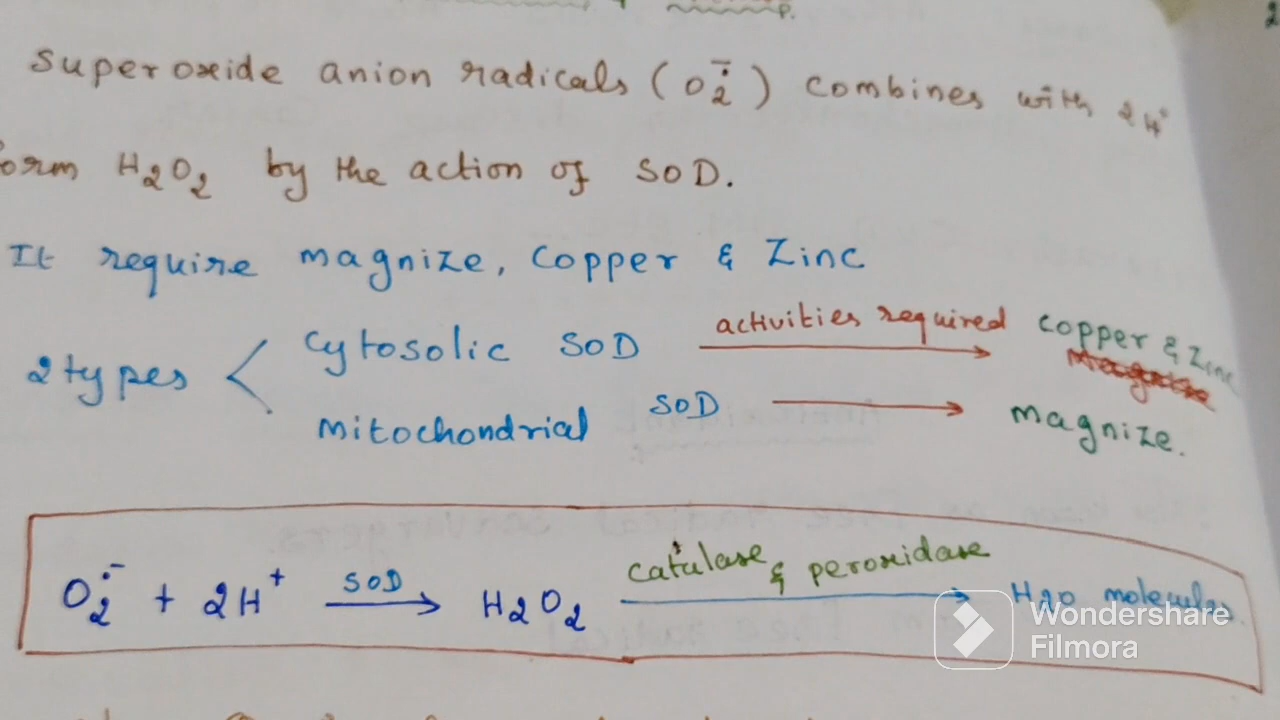 Superoxide anion radicals (O₂⁻̇) combines with 2H⁺
orm H₂O₂ by the action of SOD.
It require magnize, Copper & Zinc
2 types < Cytosolic SOD activities required → Copper & Zinc
Mitochondrial SOD → magnize.
O₂⁻̇ + 2H⁺ SOD → H₂O₂ catulase & peroxidase → H2O molecules
Wondershare
Filmora